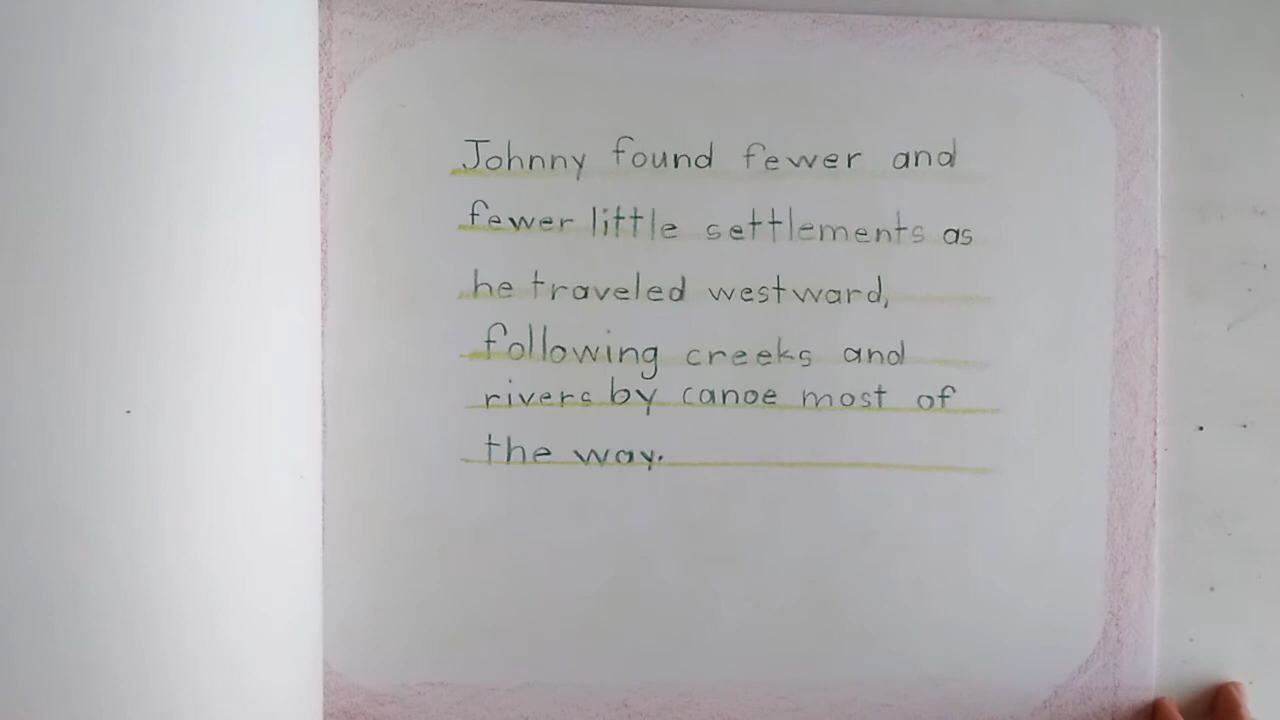 Johnny found fewer and
fewer little settlements as
he traveled westward,
following creeks and
rivers by canoe most of
the way.